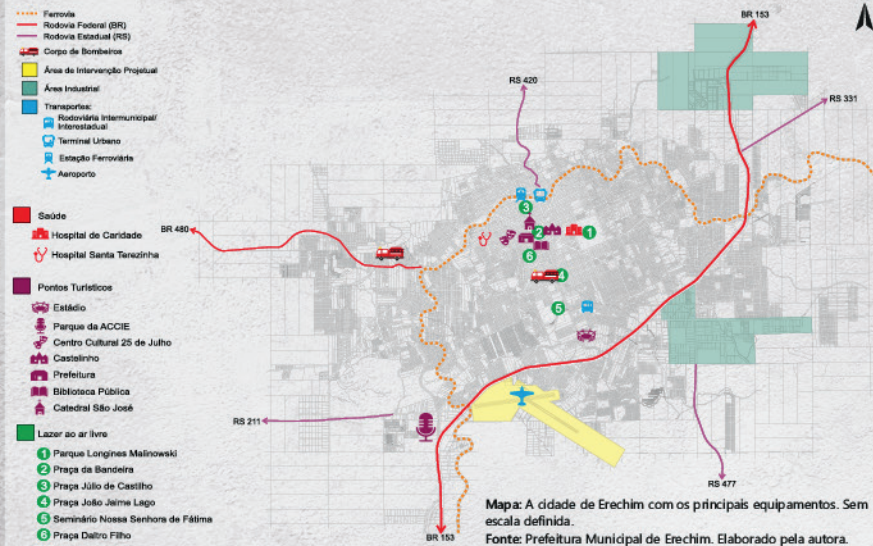 Ferrovia
Rodovia Federal (BR)
Rodovia Estadual (RS)
Corpo de Bombeiros
Área de Intervenção Projetual
Área Industrial
Transportes:
Rodoviária Intermunicipal/
Interestadual
Terminal Urbano
Estação Ferroviária
Aeroporto
Saúde
Hospital de Caridade
Hospital Santa Terezinha
Pontos Turísticos
Estádio
Parque da ACCIE
Centro Cultural 25 de Julho
Castelinho
Prefeitura
Biblioteca Pública
Catedral São José
Lazer ao ar livre
1 Parque Longines Malinowski
2 Praça da Bandeira
3 Praça Júlio de Castilho
4 Praça João Jaime Lago
5 Seminário Nossa Senhora de Fátima
6 Praça Daltro Filho
BR 153
RS 420
RS 331
BR 480
3
2
1
6
4
5
RS 211
RS 477
BR 153
Mapa: A cidade de Erechim com os principais equipamentos. Sem
escala definida.
Fonte: Prefeitura Municipal de Erechim. Elaborado pela autora.